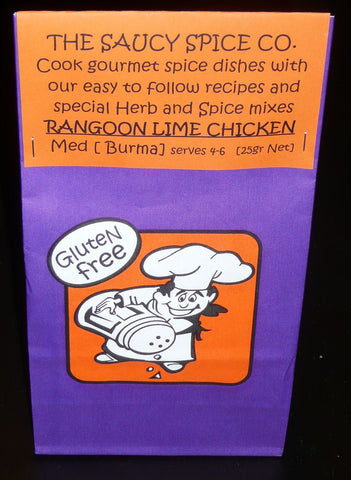 THE SAUCY SPICE CO.
Cook gourmet spice dishes with
our easy to follow recipes and
special Herb and Spice mixes
RANGOON LIME CHICKEN
Med [ Burma] serves 4-6 [25gr Net]
GluteN
free